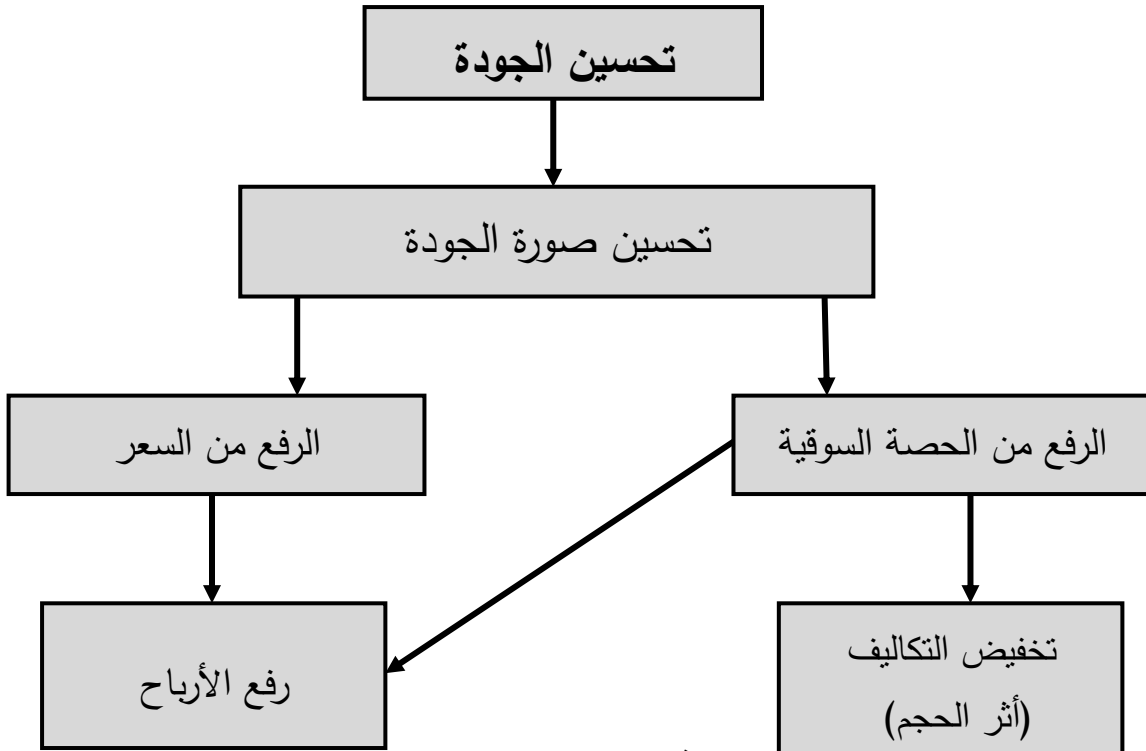 تحسين الجودة
تحسين صورة الجودة
الرفع من الحصة السوقية
الرفع من السعر
تخفيض التكاليف
(أثر الحجم)
رفع الأرباح